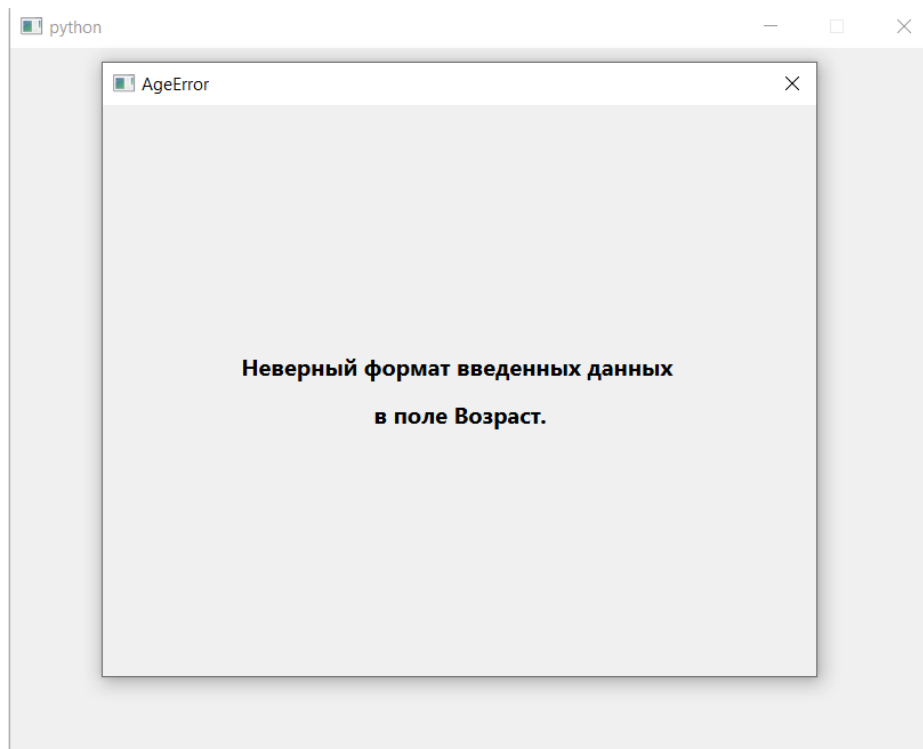 python
AgeError
Неверный формат введенных данных
в поле Возраст.